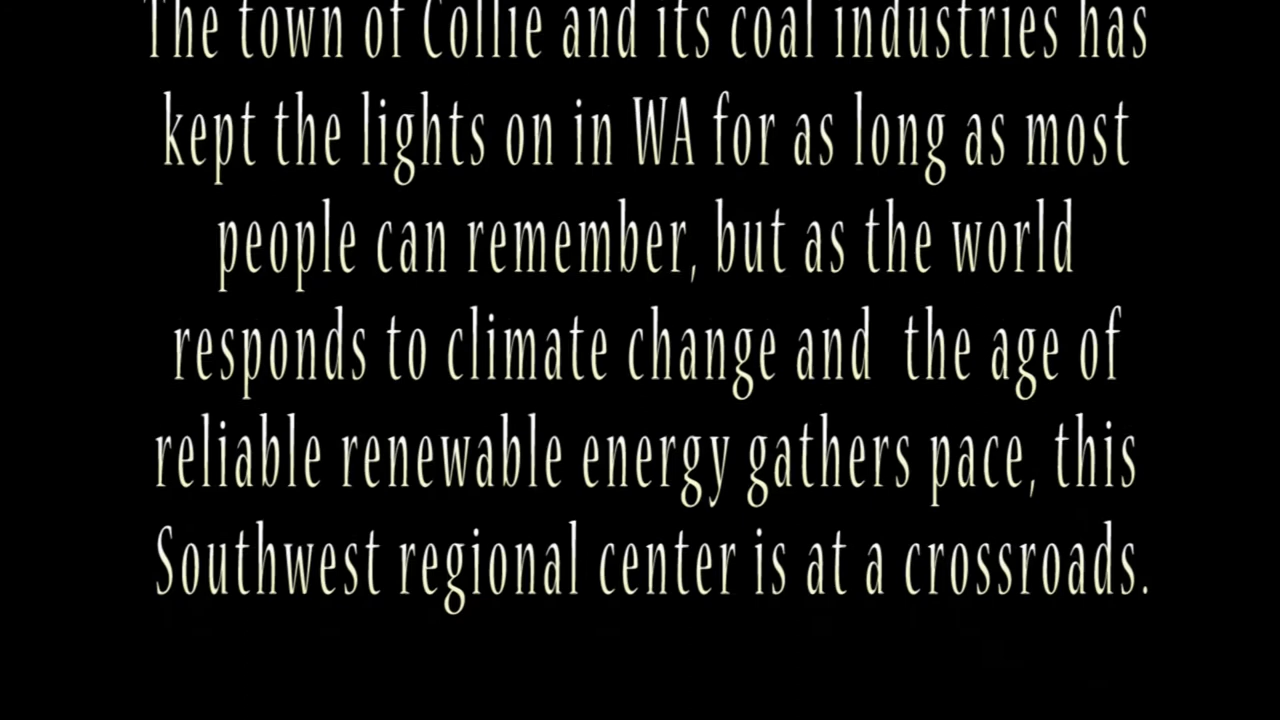 The town of Collie and its coal industries has
kept the lights on in WA for as long as most
people can remember, but as the world
responds to climate change and  the age of
reliable renewable energy gathers pace, this
Southwest regional center is at a crossroads.